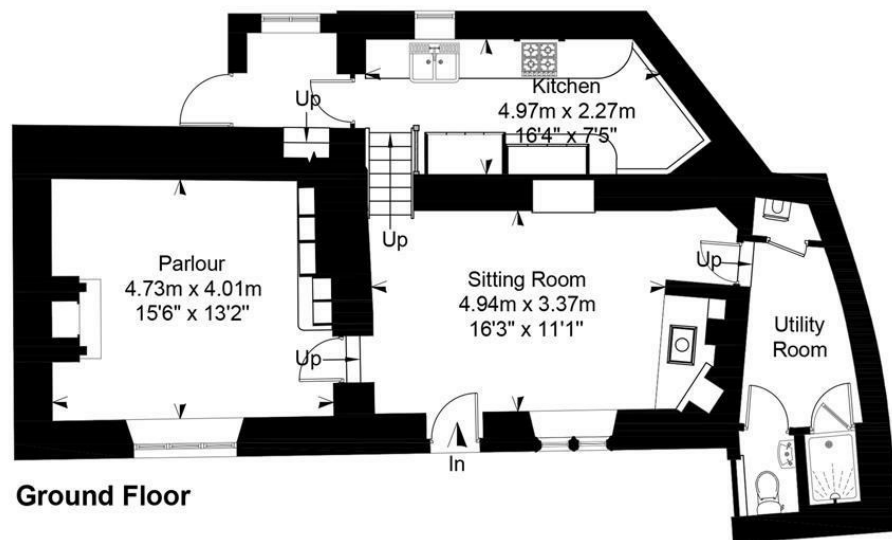 Up
Kitchen
4.97m x 2.27m
16'4" x 7'5"
Up
Parlour
4.73m x 4.01m
15'6" x 13'2"
Up
Sitting Room
4.94m x 3.37m
16'3" x 11'1"
Up
Utility
Room
In
Ground Floor